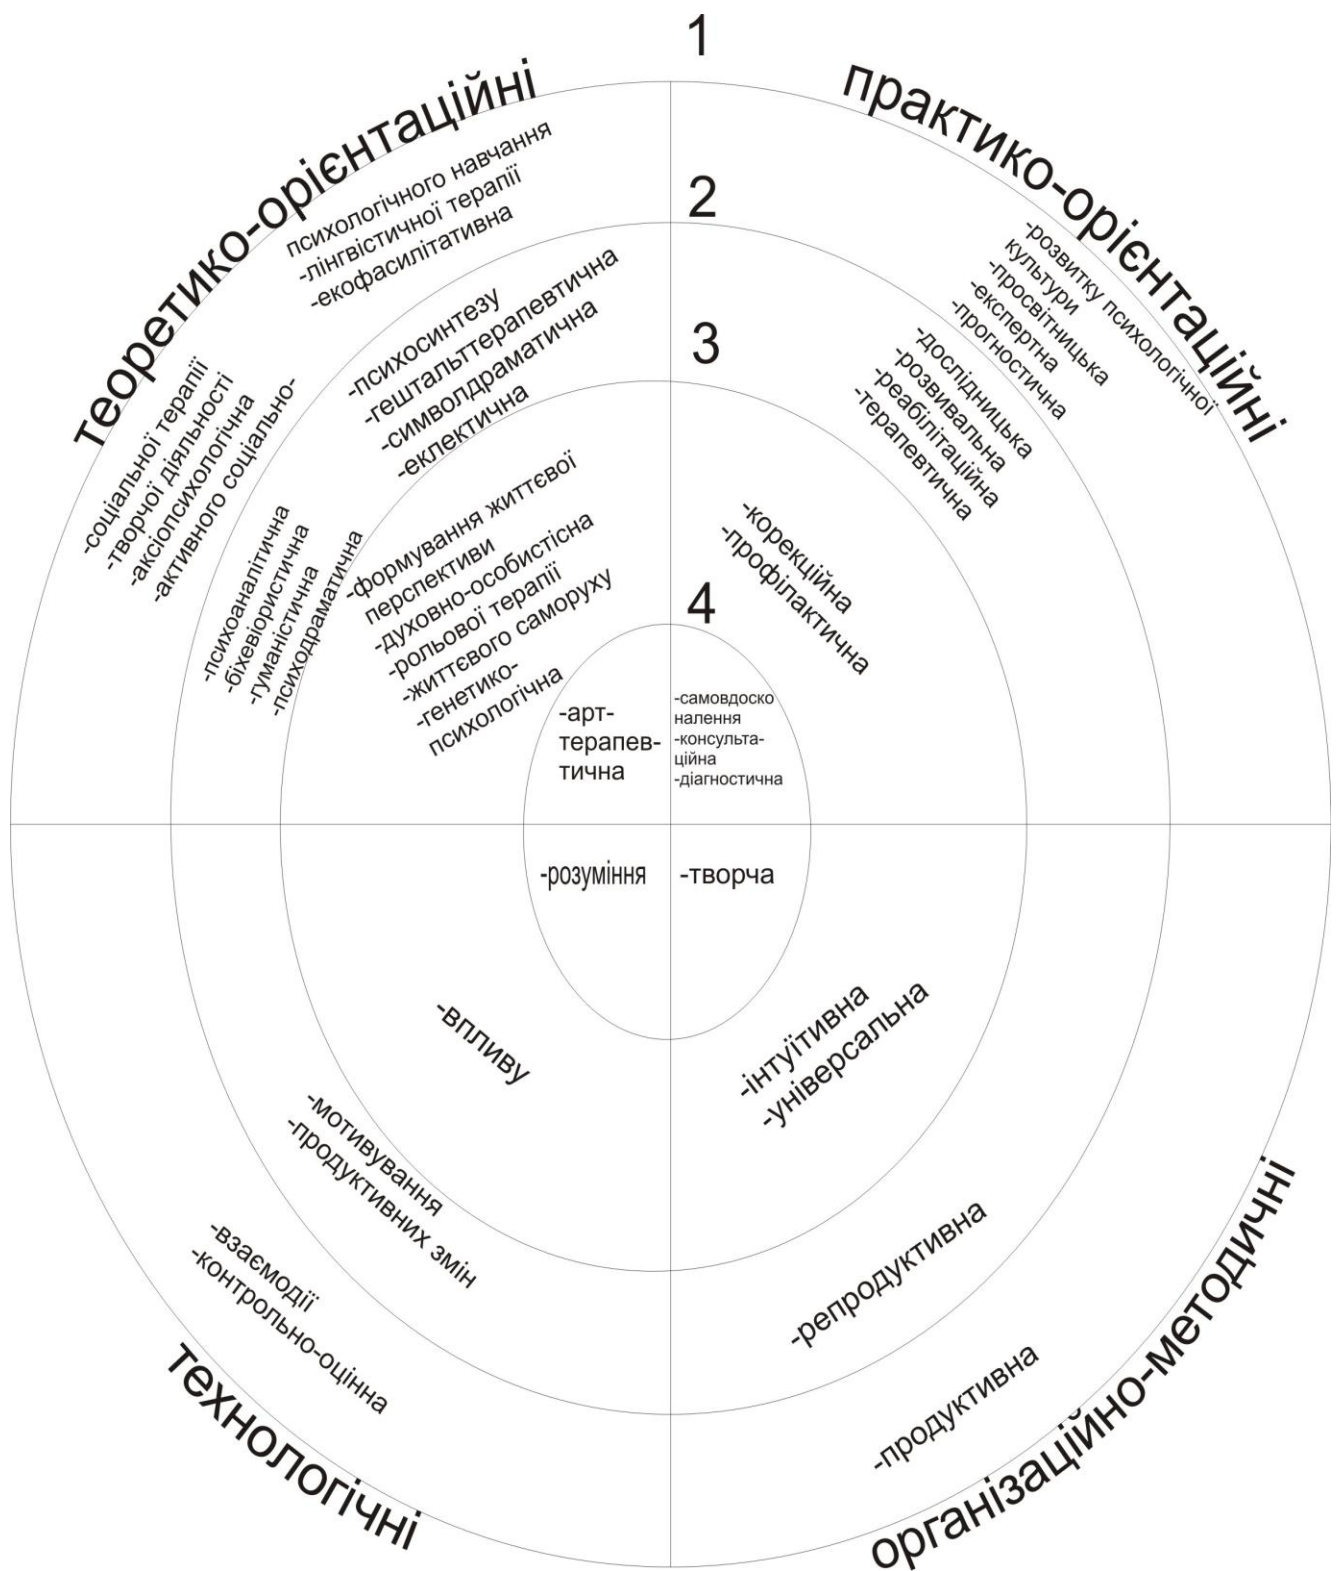 1
теоретико-орієнтаційні
практико-орієнтаційні
-соціальної терапії
-творчої діяльності
-аксіопсихологічна
-активного соціально-
психологічного навчання
-лінгвістичної терапії
-екофасилітативна
-розвитку психологічної
культури
-просвітницька
-експертна
-прогностична
2
-психоаналітична
-біхевіористична
-гуманістична
-психодраматична
-психосинтезу
-гештальттерапевтична
-символдраматична
-еклектична
-дослідницька
-розвивальна
-реабілітаційна
-терапевтична
3
-формування життєвої
перспективи
-духовно-особистісна
-рольової терапії
-життєвого саморуху
-генетико-
психологічна
-корекційна
-профілактична
4
-арт-
терапев-
тична
-самовдоско
налення
-консульта-
ційна
-діагностична
-розуміння
-творча
-впливу
-інтуїтивна
-універсальна
-мотивування
-продуктивних змін
-репродуктивна
-взаємодії
-контрольно-оцінна
-продуктивна
технологічні
організаційно-методичні